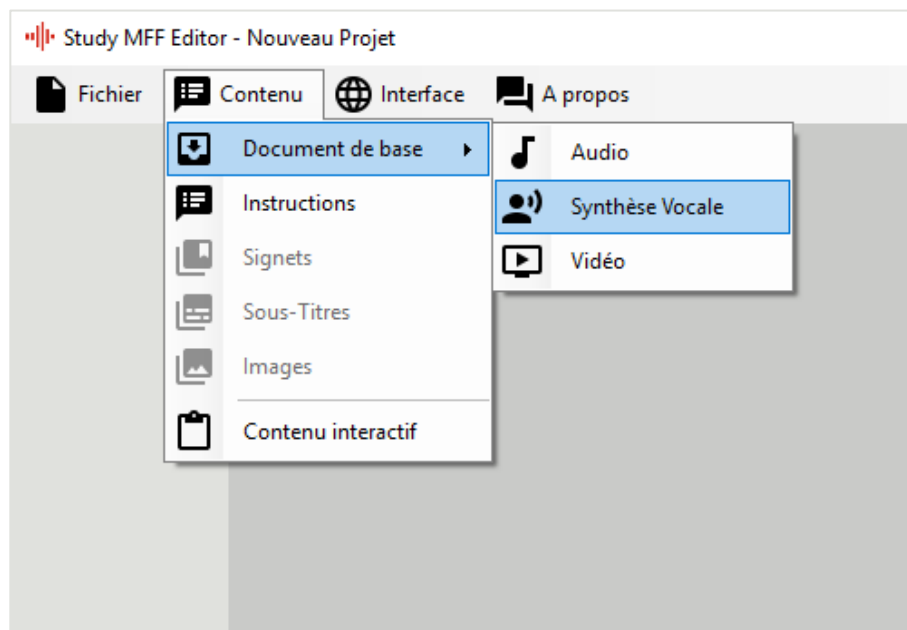 Study MFF Editor - Nouveau Projet
Fichier Contenu Interface A propos
Document de base
Instructions
Signets
Sous-Titres
Images
Contenu interactif
Audio
Synthèse Vocale
Vidéo